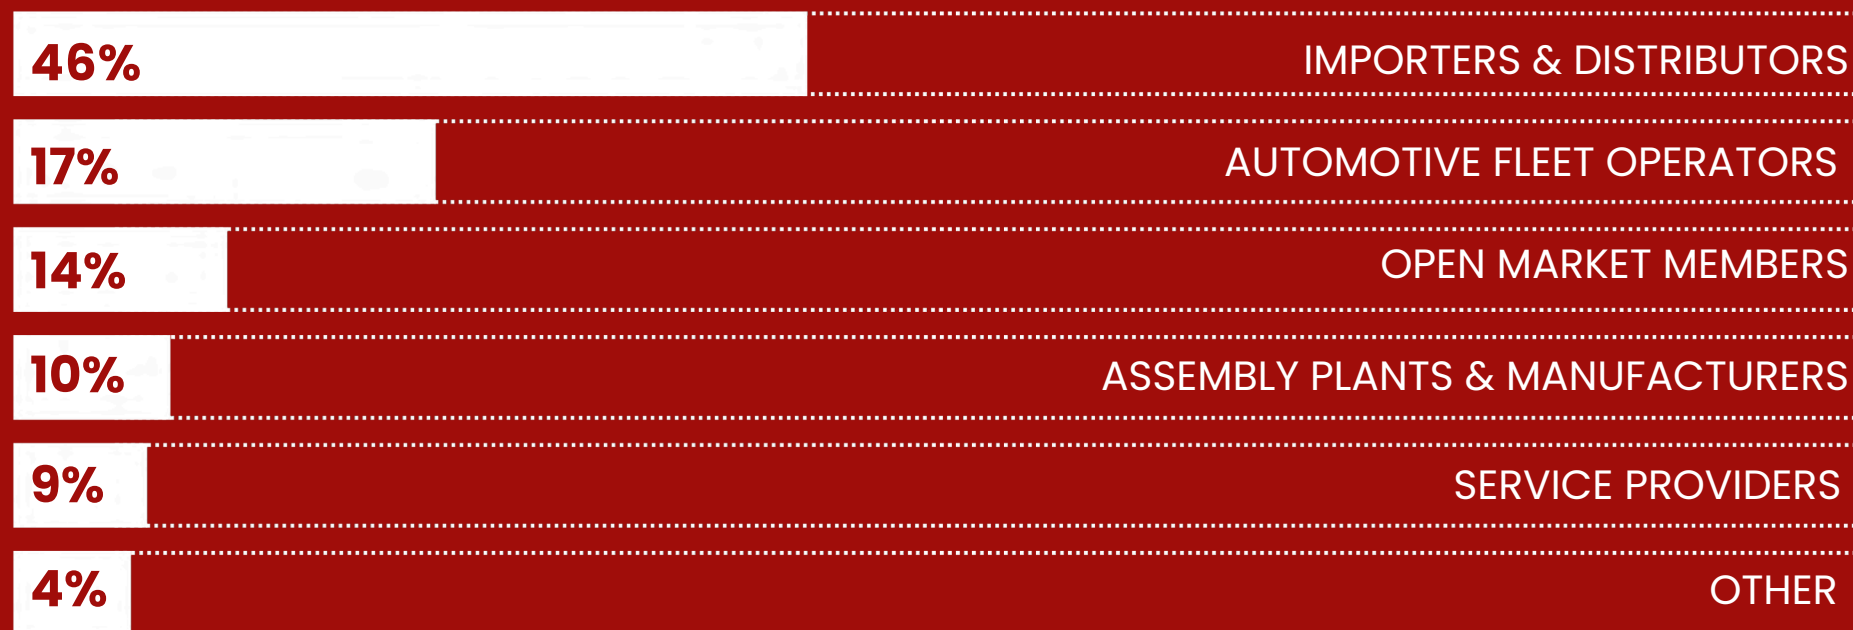 46% IMPORTERS & DISTRIBUTORS
17% AUTOMOTIVE FLEET OPERATORS
14% OPEN MARKET MEMBERS
10% ASSEMBLY PLANTS & MANUFACTURERS
9% SERVICE PROVIDERS
4% OTHER